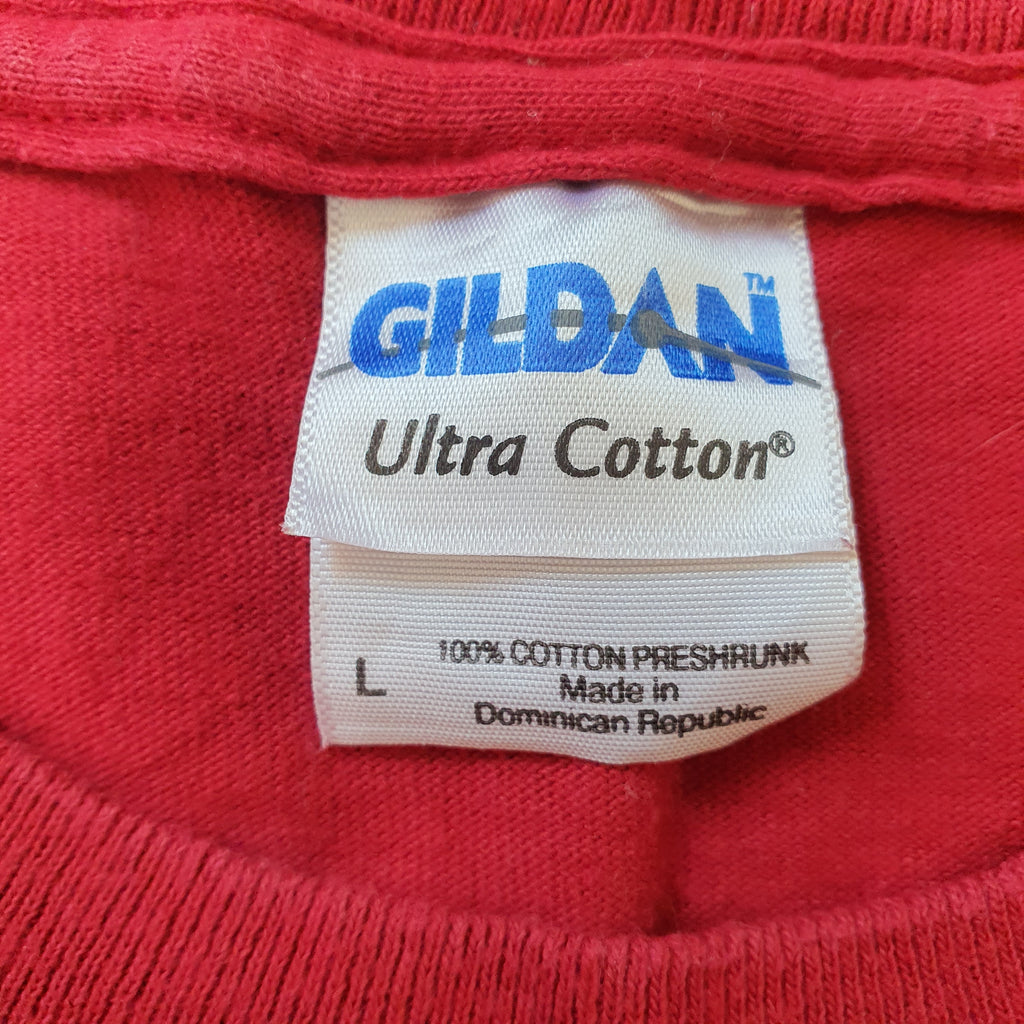 GILDAN™
Ultra Cotton®
L
100% COTTON PRESHRUNK
Made in
Dominican Republic